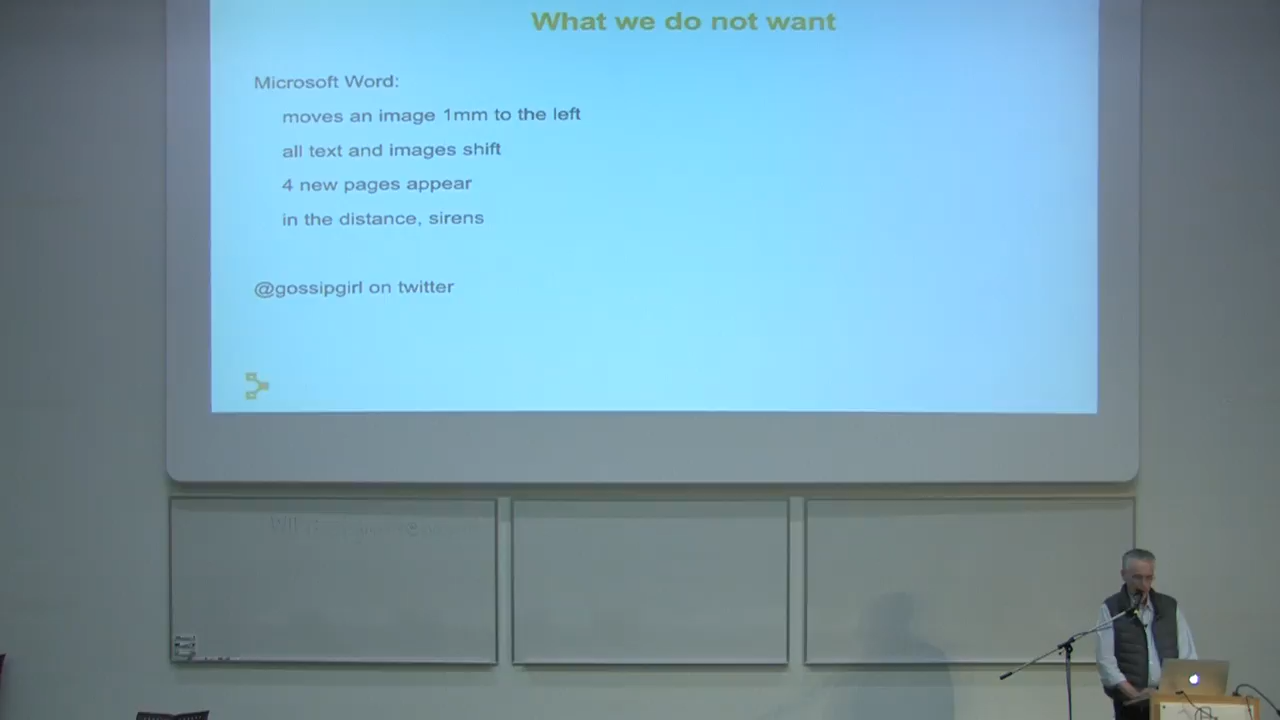 What we do not want
Microsoft Word:
moves an image 1mm to the left
all text and images shift
4 new pages appear
in the distance, sirens
@gossipgirl on twitter